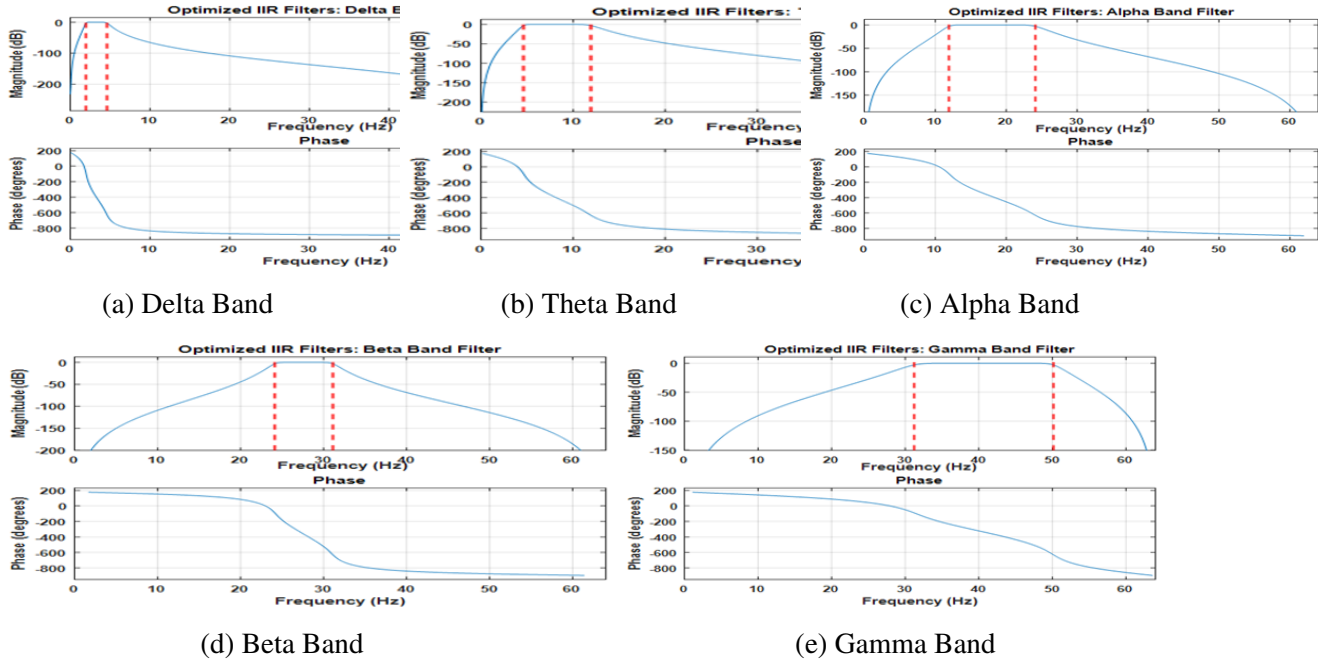 Optimized IIR Filters: Delta B
Magnitude (dB)
0
-100
-200
0 10 20 30 40
Frequency (Hz)
Phase (degrees)
200
0
-200
-400
-600
-800
0 10 20 30 40
Frequency (Hz)
(a) Delta Band
Optimized IIR Filters:
Magnitude (dB)
0
-50
-100
-150
-200
0 10 20 30
Frequency (Hz)
Phase
Phase (degrees)
200
0
-200
-400
-600
-800
0 10 20 30
Frequency (Hz)
(b) Theta Band
Optimized IIR Filters: Alpha Band Filter
Magnitude (dB)
0
-50
-100
-150
0 10 20 30 40 50 60
Frequency (Hz)
Phase
Phase (degrees)
200
0
-200
-400
-600
-800
0 10 20 30 40 50 60
Frequency (Hz)
(c) Alpha Band
Optimized IIR Filters: Beta Band Filter
Magnitude (dB)
0
-50
-100
-150
-200
0 10 20 30 40 50 60
Frequency (Hz)
Phase
Phase (degrees)
200
0
-200
-400
-600
-800
0 10 20 30 40 50 60
Frequency (Hz)
(d) Beta Band
Optimized IIR Filters: Gamma Band Filter
Magnitude (dB)
0
-50
-100
-150
0 10 20 30 40 50 60
Frequency (Hz)
Phase
Phase (degrees)
200
0
-200
-400
-600
-800
0 10 20 30 40 50 60
Frequency (Hz)
(e) Gamma Band